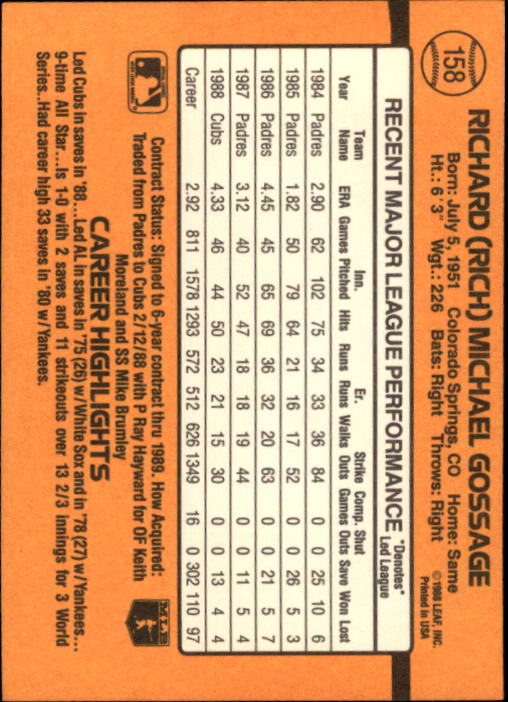 158
RICHARD (RICH) MICHAEL GOSSAGE
Born: July 5, 1951 Colorado Springs, CO Home: Same
Ht.: 6'3" Wgt.: 226 Bats: Right Throws: Right
©1988 LEAF, INC.
Printed in USA
RECENT MAJOR LEAGUE PERFORMANCE
"Denotes"
Led League
Team Inn. Er. Strike Comp. Shut
Year Name ERA Games Pitched Hits Runs Runs Walks Outs Games Outs Save Won Lost
1984 Padres 2.90 62 102 75 34 33 36 84 0 0 25 10 6
1985 Padres 1.82 50 79 64 21 16 17 52 0 0 26 5 3
1986 Padres 4.45 45 65 69 36 32 20 63 0 0 21 5 7
1987 Padres 3.12 40 52 47 18 18 19 44 0 0 11 5 4
1988 Cubs 4.33 46 44 50 23 21 15 30 0 0 13 4 4
Career 2.92 811 1578 1293 572 512 626 1349 16 0 302 110 97
Contract Status: Signed to 6-year contract thru 1989. How Acquired:
Traded from Padres to Cubs 2/12/88 with P Ray Hayward for OF Keith
Moreland and SS Mike Brumley
MLB
CAREER HIGHLIGHTS
Led Cubs in saves in '88...Led AL in saves in '75 (26) w/White Sox and in '78 (27) w/Yankees...
9-time All Star...Is 1-0 with 2 saves and 11 strikeouts over 13 2/3 innings for 3 World
Series...Had career high 33 saves in '80 w/Yankees.